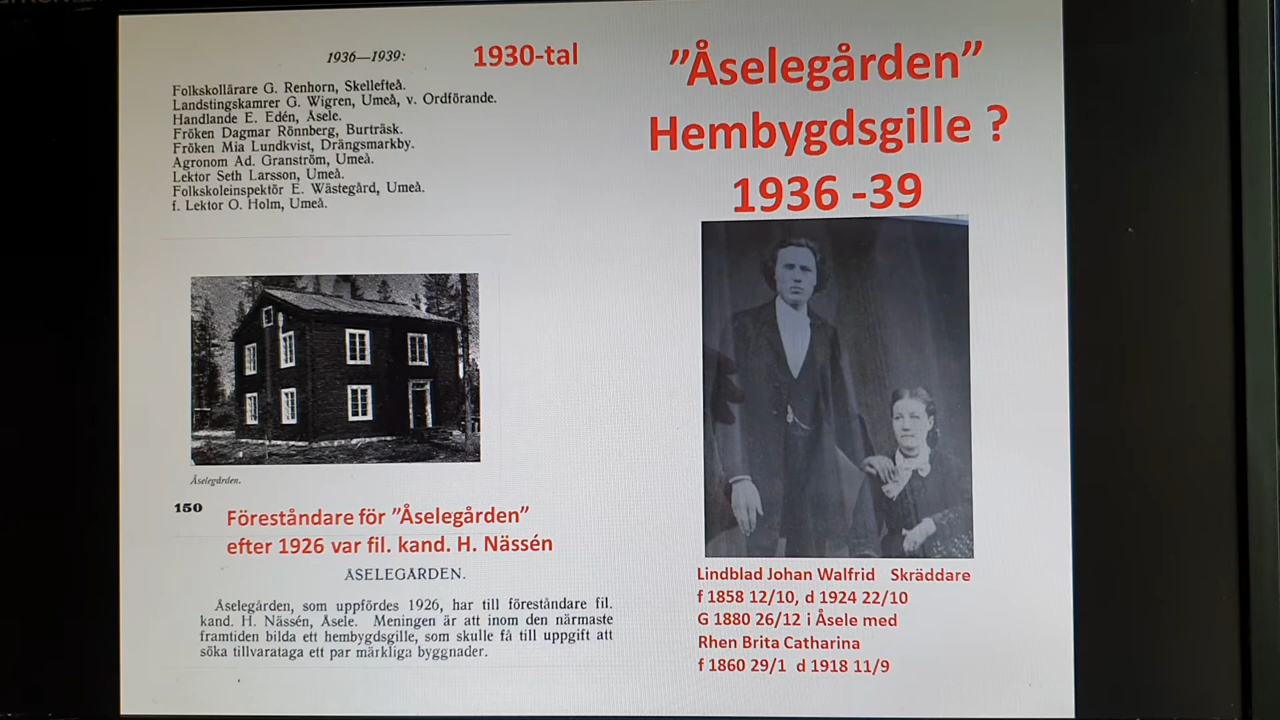 1936—1939:
1930-tal
Folkskollärare G. Renhorn, Skellefteå.
Landstingskamrer G. Wigren, Umeå, v. Ordförande.
Handlande E. Edén, Åsele.
Fröken Dagmar Rönnberg, Burträsk.
Fröken Mia Lundkvist, Drängsmarkby.
Agronom Ad. Granström, Umeå.
Lektor Seth Larsson, Umeå.
Folkskoleinspektör E. Wästegård, Umeå.
f. Lektor O. Holm, Umeå.
Åselegården.
150
Föreståndare för ”Åselegården”
efter 1926 var fil. kand. H. Nässén
ÅSELEGÅRDEN.
Åselegården, som uppfördes 1926, har till föreståndare fil.
kand. H. Nässén, Åsele. Meningen är att inom den närmaste
framtiden bilda ett hembygdsgille, som skulle få till uppgift att
söka tillvarataga ett par märkliga byggnader.
”Åselegården”
Hembygdsgille ?
1936 -39
Lindblad Johan Walfrid Skräddare
f 1858 12/10, d 1924 22/10
G 1880 26/12 i Åsele med
Rhen Brita Catharina
f 1860 29/1 d 1918 11/9